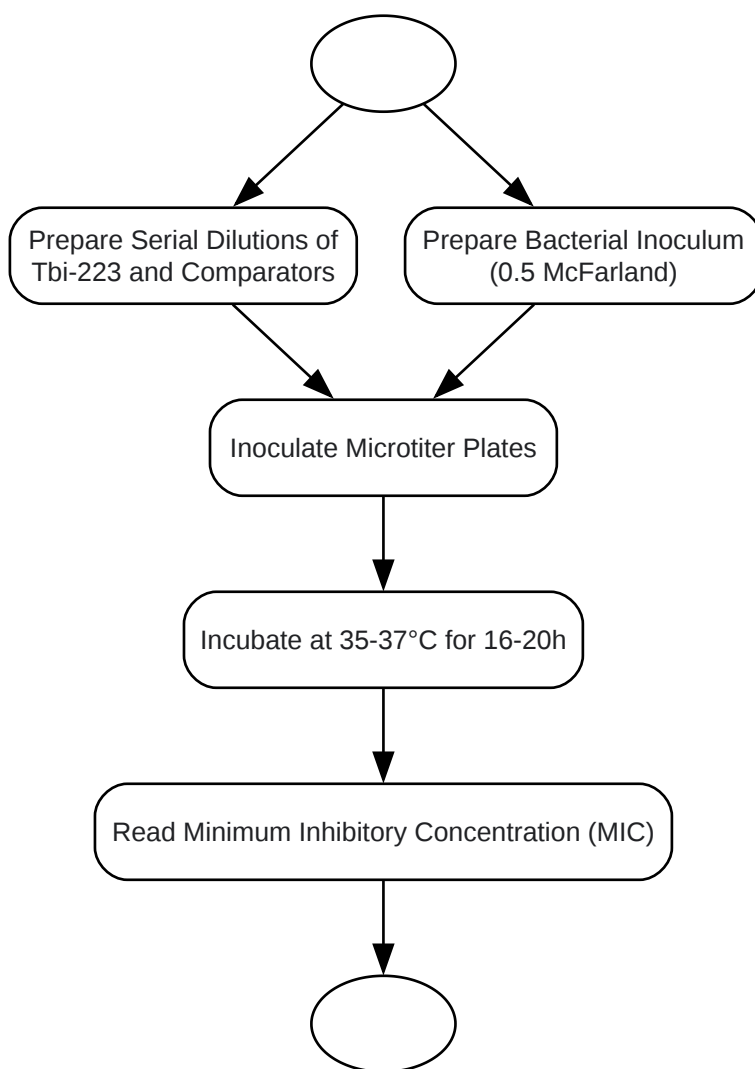 Prepare Serial Dilutions of
Tbi-223 and Comparators
Prepare Bacterial Inoculum
(0.5 McFarland)
Inoculate Microtiter Plates
Incubate at 35-37°C for 16-20h
Read Minimum Inhibitory Concentration (MIC)